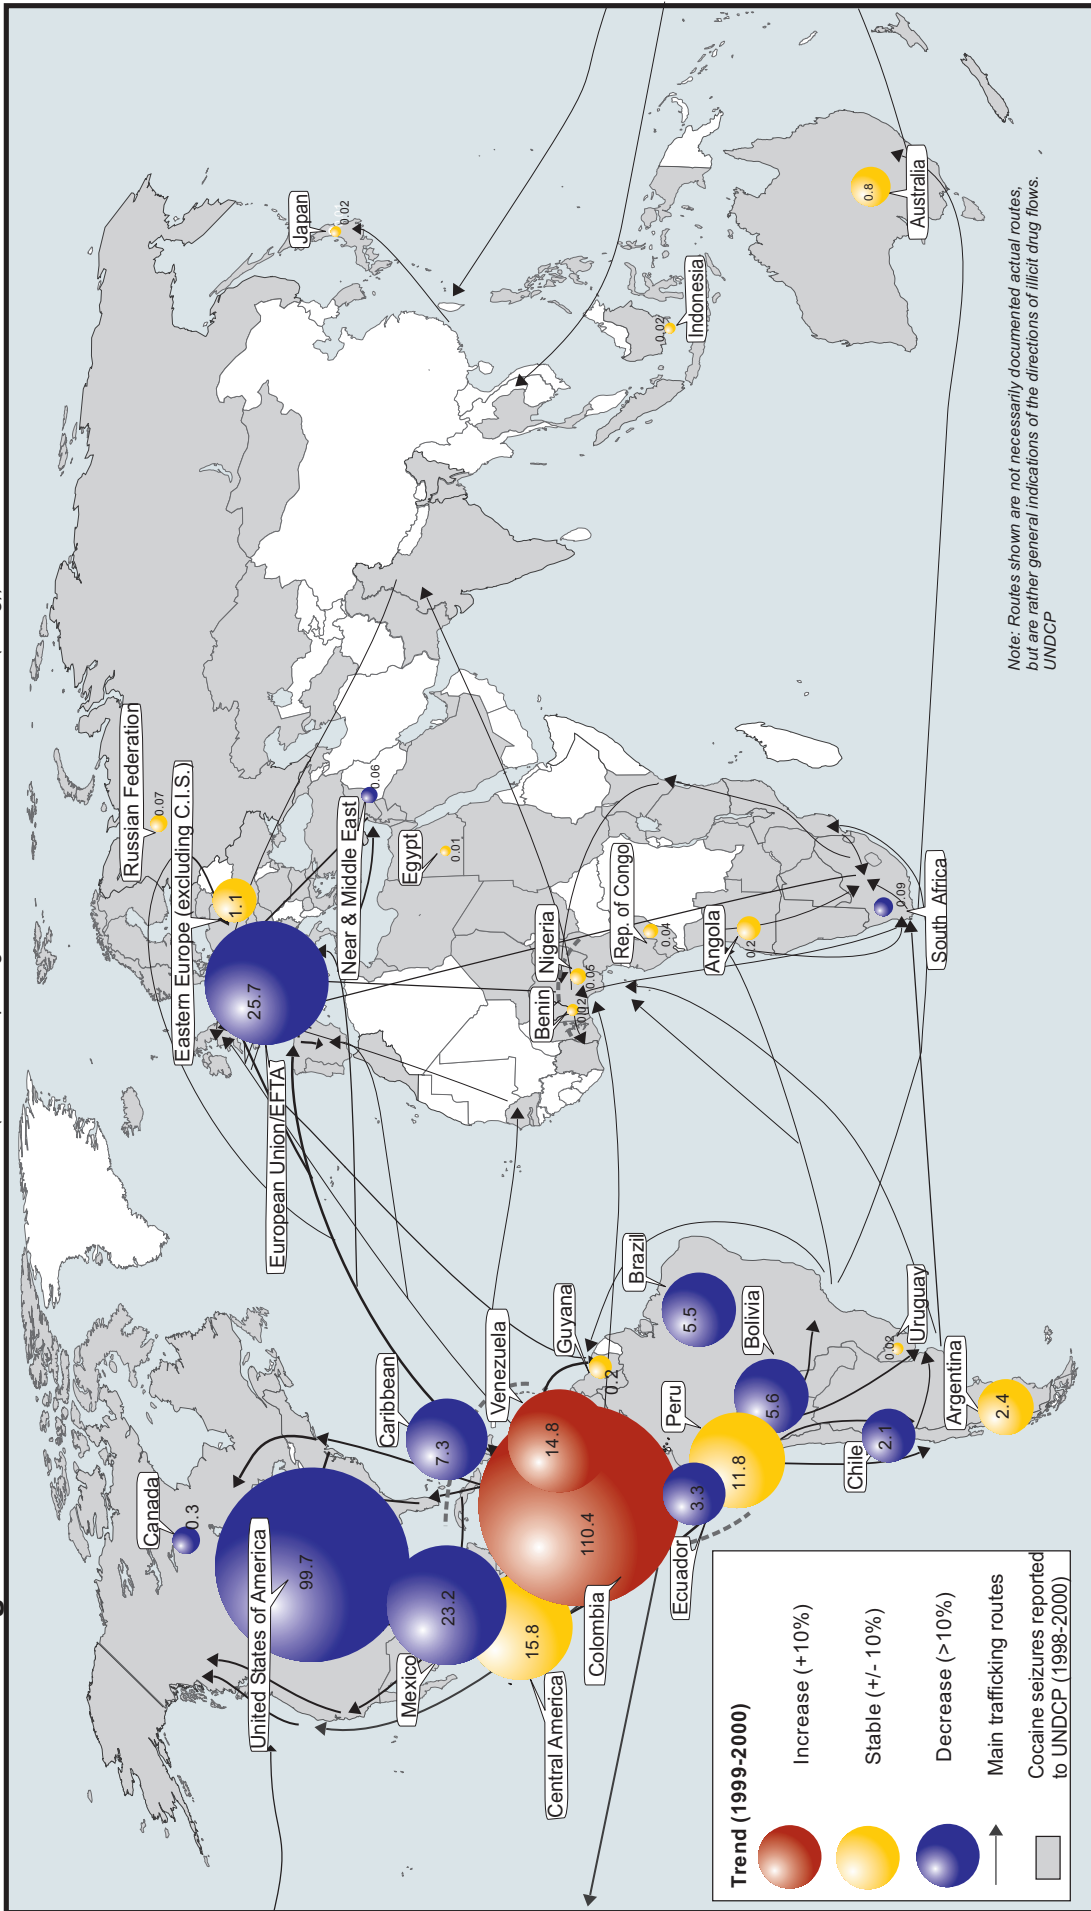 Canada
0.3
United States of America
99.7
Mexico
23.2
Central America
15.8
Caribbean
7.3
Venezuela
14.8
Colombia
110.4
Guyana
0.2
Ecuador
3.3
Peru
11.8
Brazil
5.5
Bolivia
5.6
Chile
2.1
Argentina
2.4
Uruguay
0.02
European Union/EFTA
25.7
Eastern Europe (excluding C.I.S.)
1.1
Russian Federation
0.07
Near & Middle East
0.06
Egypt
0.01
Benin
0.02
Nigeria
0.05
Rep. of Congo
0.04
Angola
0.2
South Africa
0.09
Japan
0.02
Indonesia
0.02
Australia
0.8
Trend (1999-2000)
Increase (+10%)
Stable (+/- 10%)
Decrease (>10%)
Main trafficking routes
Cocaine seizures reported
to UNDCP (1998-2000)
Note: Routes shown are not necessarily documented actual routes,
but are rather general indications of the directions of illicit drug flows.
UNDCP